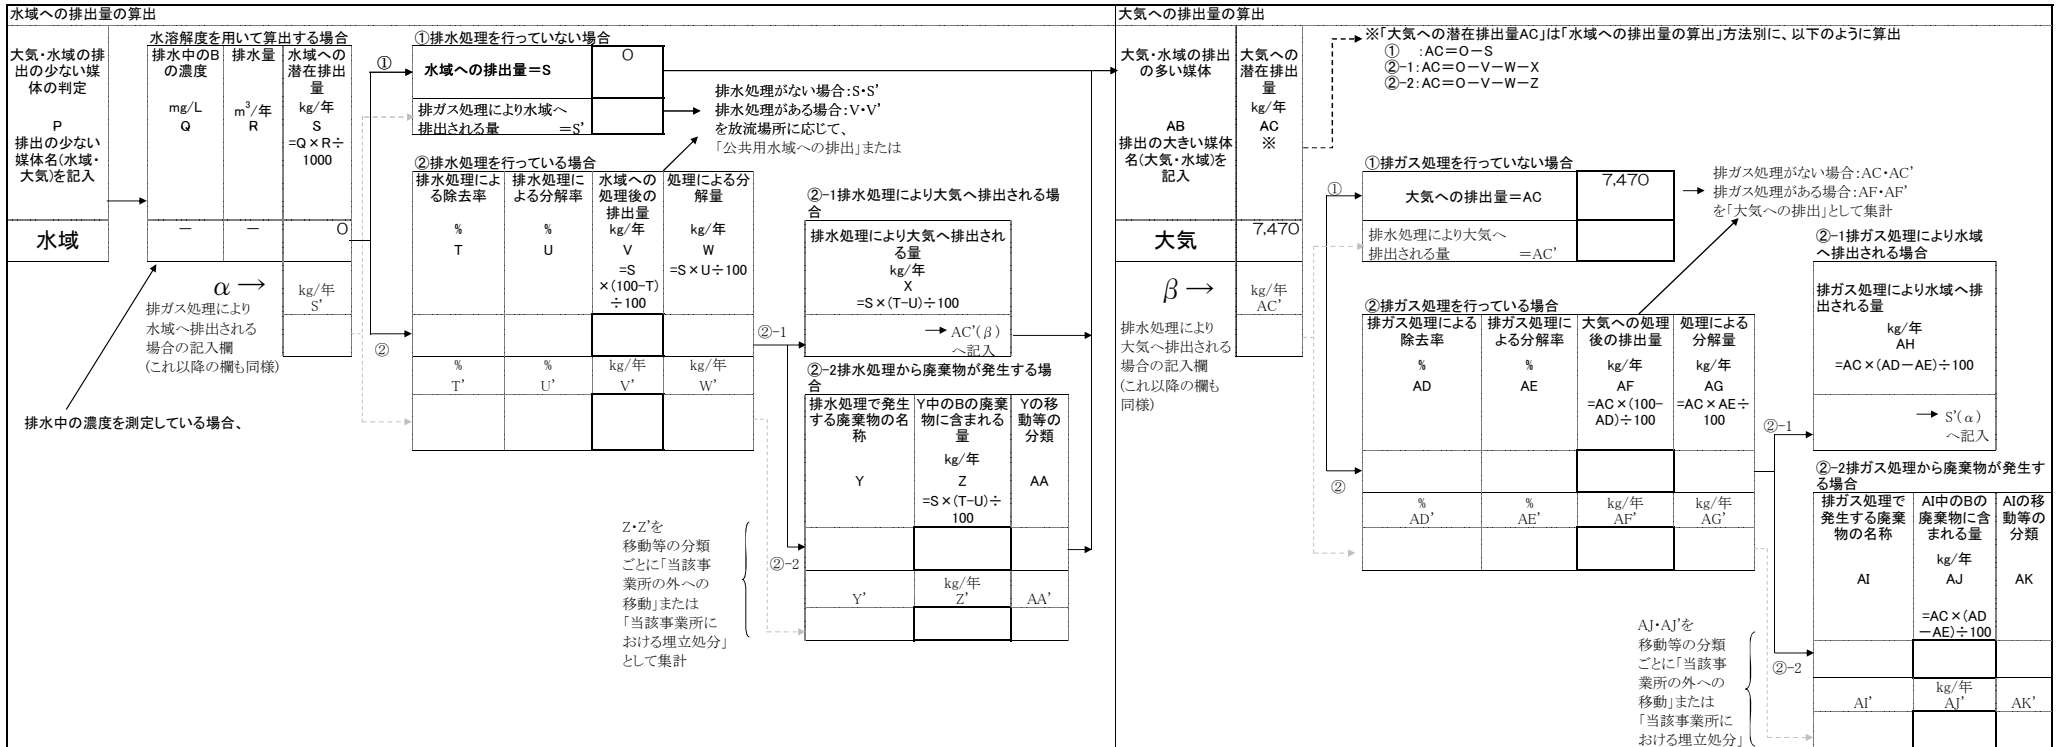 水域への排出量の算出
大気・水域の排
出の少ない媒
体の判定
P
排出の少ない
媒体名(水域・
大気)を記入
水域
水溶解度を用いて算出する場合
排水中のB
の濃度
mg/L
Q
－
排水量
m³/年
R
－
水域への
潜在排出
量
kg/年
S
=Q×R÷
1000
0
α→
kg/年
S'
排ガス処理により
水域へ排出される
場合の記入欄
(これ以降の欄も同様)
排水中の濃度を測定している場合、
①
②
①排水処理を行っていない場合
水域への排出量＝S
0
排ガス処理により水域へ
排出される量 ＝S'
排水処理がない場合:S・S'
排水処理がある場合:V・V'
を放流場所に応じて、
「公共用水域への排出」または
②排水処理を行っている場合
排水処理によ
る除去率
%
T
排水処理に
よる分解率
%
U
水域への
処理後の
排出量
kg/年
V
=S
×(100-T)
÷100
処理による分
解量
kg/年
W
=S×U÷100
%
T'
%
U'
kg/年
V'
kg/年
W'
②-1
②-2
②-1排水処理により大気へ排出される場
合
排水処理により大気へ排出され
る量
kg/年
X
=S×(T-U)÷100
→ AC'(β)
へ記入
②-2排水処理から廃棄物が発生する場
合
排水処理で発生
する廃棄物の名
称
Y
Y中のBの廃棄
物に含まれる
量
kg/年
Z
=S×(T-U)÷
100
Yの移
動等の
分類
AA
Y'
kg/年
Z'
AA'
Z・Z'を
移動等の分類
ごとに「当該事
業所の外への
移動」または
「当該事業所に
おける埋立処分」
として集計
大気への排出量の算出
大気・水域の排出
の多い媒体
AB
排出の大きい媒体
名(大気・水域)を
記入
大気
大気への
潜在排出
量
kg/年
AC
※
7,470
β→
kg/年
AC'
排水処理により
大気へ排出される
場合の記入欄
(これ以降の欄も
同様)
※「大気への潜在排出量AC」は「水域への排出量の算出」方法別に、以下のように算出
① :AC＝O－S
②-1:AC＝O－V－W－X
②-2:AC＝O－V－W－Z
①
②
①排ガス処理を行っていない場合
大気への排出量＝AC
7,470
排水処理により大気へ
排出される量 ＝AC'
排ガス処理がない場合:AC・AC'
排ガス処理がある場合:AF・AF'
を「大気への排出」として集計
②排ガス処理を行っている場合
排ガス処理による
除去率
%
AD
排ガス処理に
よる分解率
%
AE
大気への処理
後の排出量
kg/年
AF
=AC×(100-
AD)÷100
処理による
分解量
kg/年
AG
=AC×AE÷
100
%
AD'
%
AE'
kg/年
AF'
kg/年
AG'
②-1
②-2
②-1排ガス処理により水域
へ排出される場合
排ガス処理により水域へ排
出される量
kg/年
AH
=AC×(AD－AE)÷100
→ S'(α)
へ記入
②-2排ガス処理から廃棄物が発生す
る場合
排ガス処理で
発生する廃棄
物の名称
AI
AI中のBの
廃棄物に含
まれる量
kg/年
AJ
=AC×(AD
－AE)÷100
AIの移
動等の
分類
AK
AI'
kg/年
AJ'
AK'
AJ・AJ'を
移動等の分類
ごとに「当該事
業所の外への
移動」または
「当該事業所に
おける埋立処分」